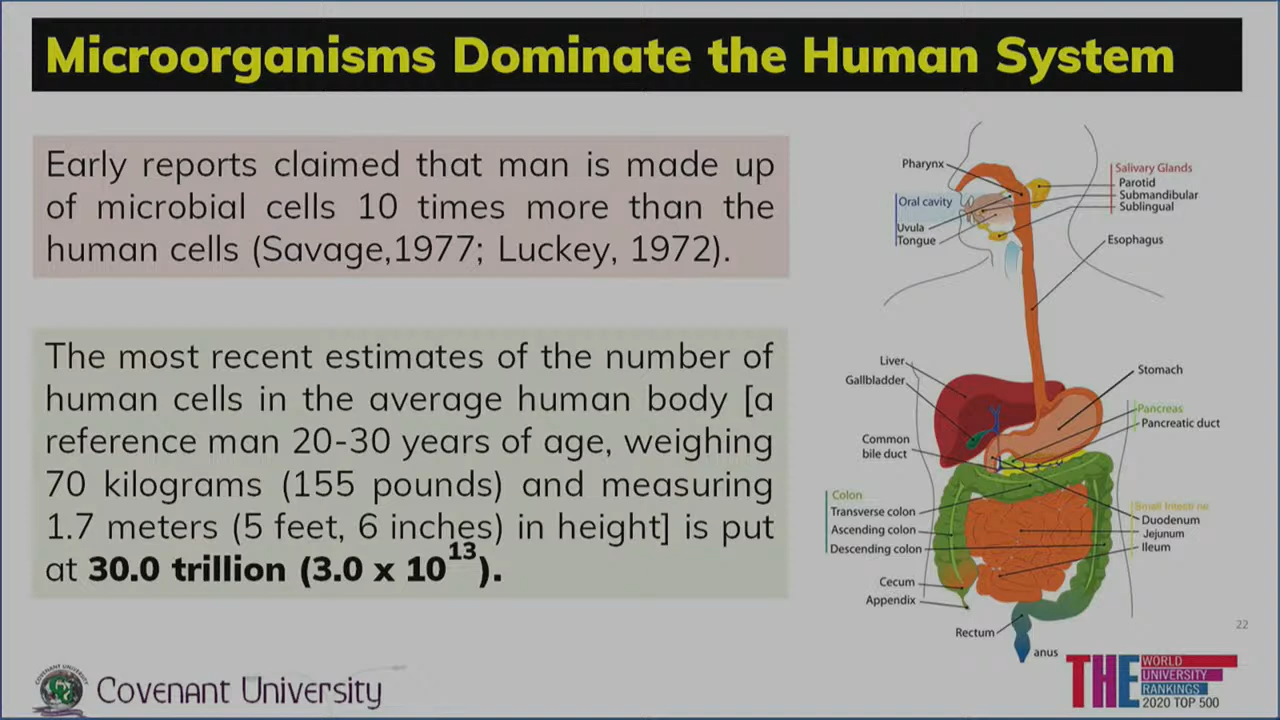 Microorganisms Dominate the Human System
Early reports claimed that man is made up
of microbial cells 10 times more than the
human cells (Savage,1977; Luckey, 1972).
The most recent estimates of the number of
human cells in the average human body [a
reference man 20-30 years of age, weighing
70 kilograms (155 pounds) and measuring
1.7 meters (5 feet, 6 inches) in height] is put
at 30.0 trillion (3.0 x 10¹³).
Pharynx
Oral cavity
Uvula
Tongue
Salivary Glands
Parotid
Submandibular
Sublingual
Esophagus
Liver
Gallbladder
Common
bile duct
Stomach
Pancreas
Pancreatic duct
Colon
Transverse colon
Ascending colon
Descending colon
Cecum
Appendix
Small Intestine
Duodenum
Jejunum
Ileum
Rectum
anus
22
COVENANT UNIVERSITY
Covenant University
THE
WORLD
UNIVERSITY
RANKINGS
2020 TOP 500